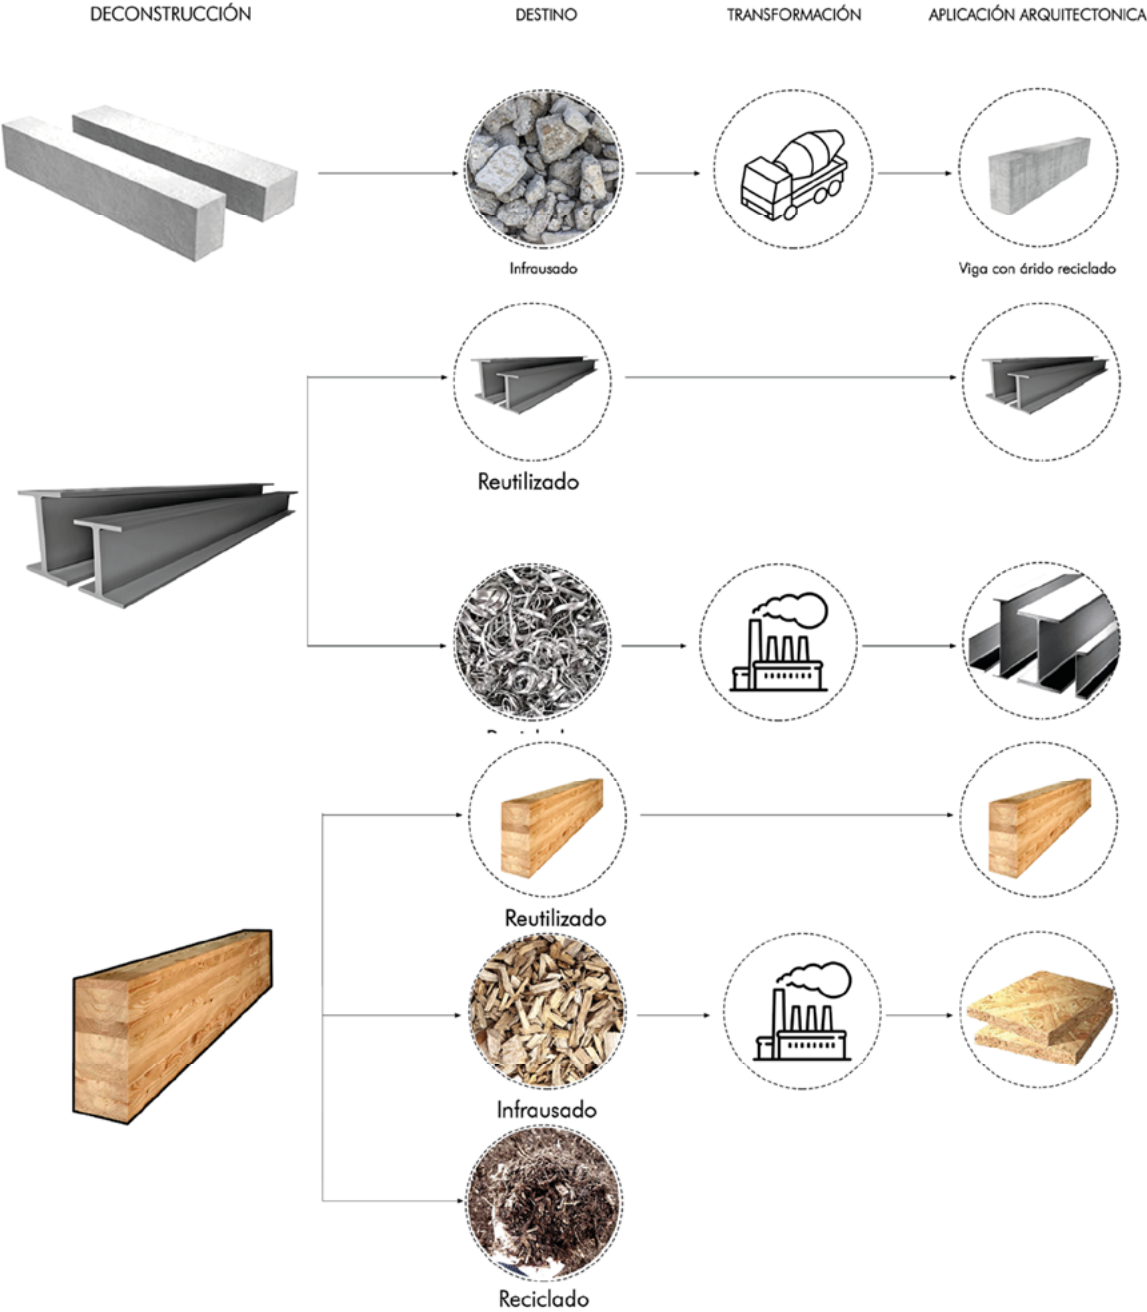 DECONSTRUCCIÓN
DESTINO
TRANSFORMACIÓN
APLICACIÓN ARQUITECTONICA
Infrausado
Viga con árido reciclado
Reutilizado
Reutilizado
Infrausado
Reciclado